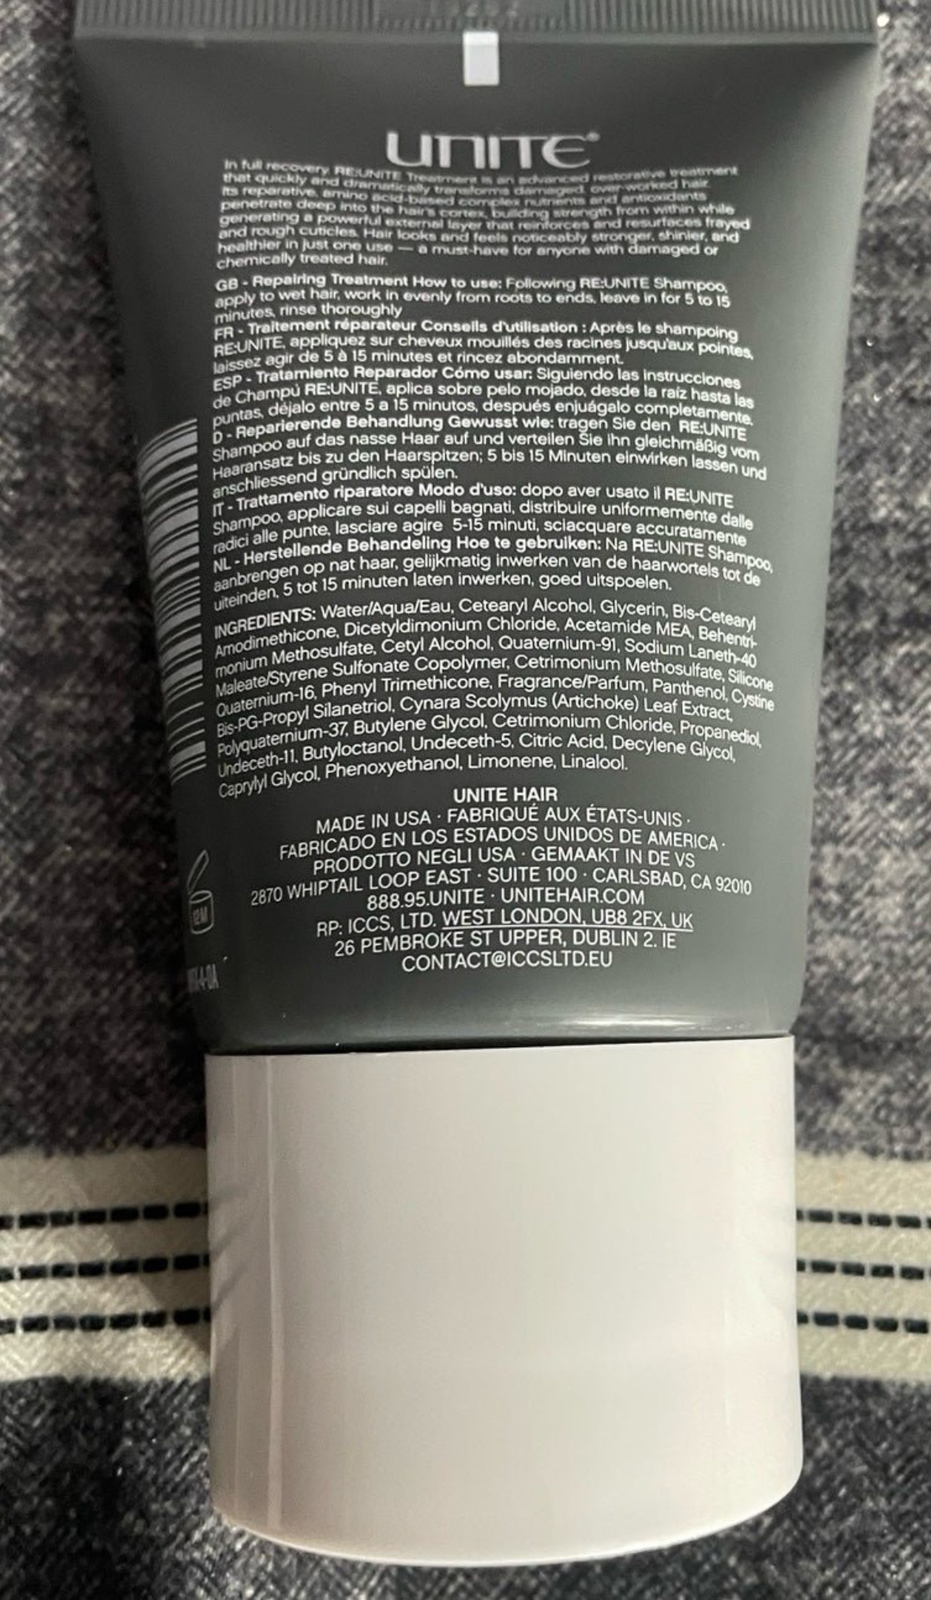 UNITE®
In full recovery RE:UNITE Treatment is an advanced restorative treatment
that quickly and dramatically transforms damaged, over-worked hair.
Its reparative, amino acid-based complex nutrients and antioxidants
penetrate deep into the hair's cortex, building strength from within while
generating a powerful external layer that reinforces and resurfaces frayed
and rough cuticles. Hair looks and feels noticeably stronger, shinier, and
healthier in just one use — a must-have for anyone with damaged or
chemically treated hair.
GB - Repairing Treatment How to use: Following RE:UNITE Shampoo,
apply to wet hair, work in evenly from roots to ends, leave in for 5 to 15
minutes, rinse thoroughly
FR - Traitement réparateur Conseils d'utilisation : Après le shampoing
RE:UNITE, appliquez sur cheveux mouillés des racines jusqu'aux pointes,
laissez agir de 5 à 15 minutes et rincez abondamment.
ESP - Tratamiento Reparador Cómo usar: Siguiendo las instrucciones
de Champú RE:UNITE, aplica sobre pelo mojado, desde la raíz hasta las
puntas, déjalo entre 5 a 15 minutos, después enjuágalo completamente.
D - Reparierende Behandlung Gewusst wie: tragen Sie den RE:UNITE
Shampoo auf das nasse Haar auf und verteilen Sie ihn gleichmäßig vom
Haaransatz bis zu den Haarspitzen; 5 bis 15 Minuten einwirken lassen und
anschliessend gründlich spülen.
IT - Trattamento riparatore Modo d'uso: dopo aver usato il RE:UNITE
Shampoo, applicare sui capelli bagnati, distribuire uniformemente dalle
radici alle punte, lasciare agire 5-15 minuti, sciacquare accuratamente
NL - Herstellende Behandeling Hoe te gebruiken: Na RE:UNITE Shampoo,
aanbrengen op nat haar, gelijkmatig inwerken van de haarwortels tot de
uiteinden, 5 tot 15 minuten laten inwerken, goed uitspoelen.
INGREDIENTS: Water/Aqua/Eau, Cetearyl Alcohol, Glycerin, Bis-Cetearyl
Amodimethicone, Dicetyldimonium Chloride, Acetamide MEA, Behentri-
monium Methosulfate, Cetyl Alcohol, Quaternium-91, Sodium Laneth-40
Maleate/Styrene Sulfonate Copolymer, Cetrimonium Methosulfate, Silicone
Quaternium-16, Phenyl Trimethicone, Fragrance/Parfum, Panthenol, Cystine
Bis-PG-Propyl Silanetriol, Cynara Scolymus (Artichoke) Leaf Extract,
Polyquaternium-37, Butylene Glycol, Cetrimonium Chloride, Propanediol,
Undeceth-11, Butyloctanol, Undeceth-5, Citric Acid, Decylene Glycol,
Caprylyl Glycol, Phenoxyethanol, Limonene, Linalool.
UNITE HAIR
MADE IN USA · FABRIQUÉ AUX ÉTATS-UNIS ·
FABRICADO EN LOS ESTADOS UNIDOS DE AMERICA ·
PRODOTTO NEGLI USA · GEMAAKT IN DE VS
2870 WHIPTAIL LOOP EAST · SUITE 100 · CARLSBAD, CA 92010
888.95.UNITE · UNITEHAIR.COM
RP: ICCS, LTD. WEST LONDON, UB8 2FX, UK
26 PEMBROKE ST UPPER, DUBLIN 2. IE
CONTACT@ICCSLTD.EU
12M